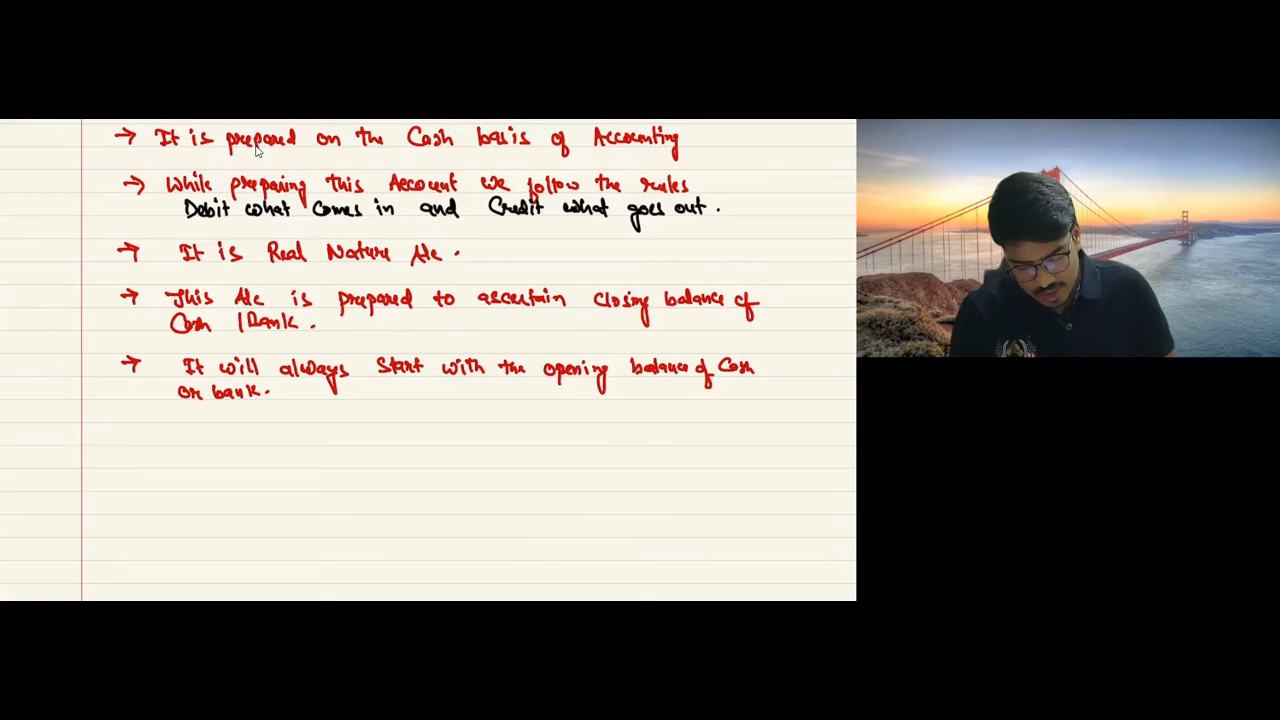 → It is prepared on the Cash basis of Accounting
→ While preparing this Account we follow the rules
Debit what comes in and Credit what goes out.
→ It is Real Nature A/c.
→ This A/c is prepared to ascertain closing balance of
Cash /Bank.
→ It will always start with the opening balance of Cash
or bank.